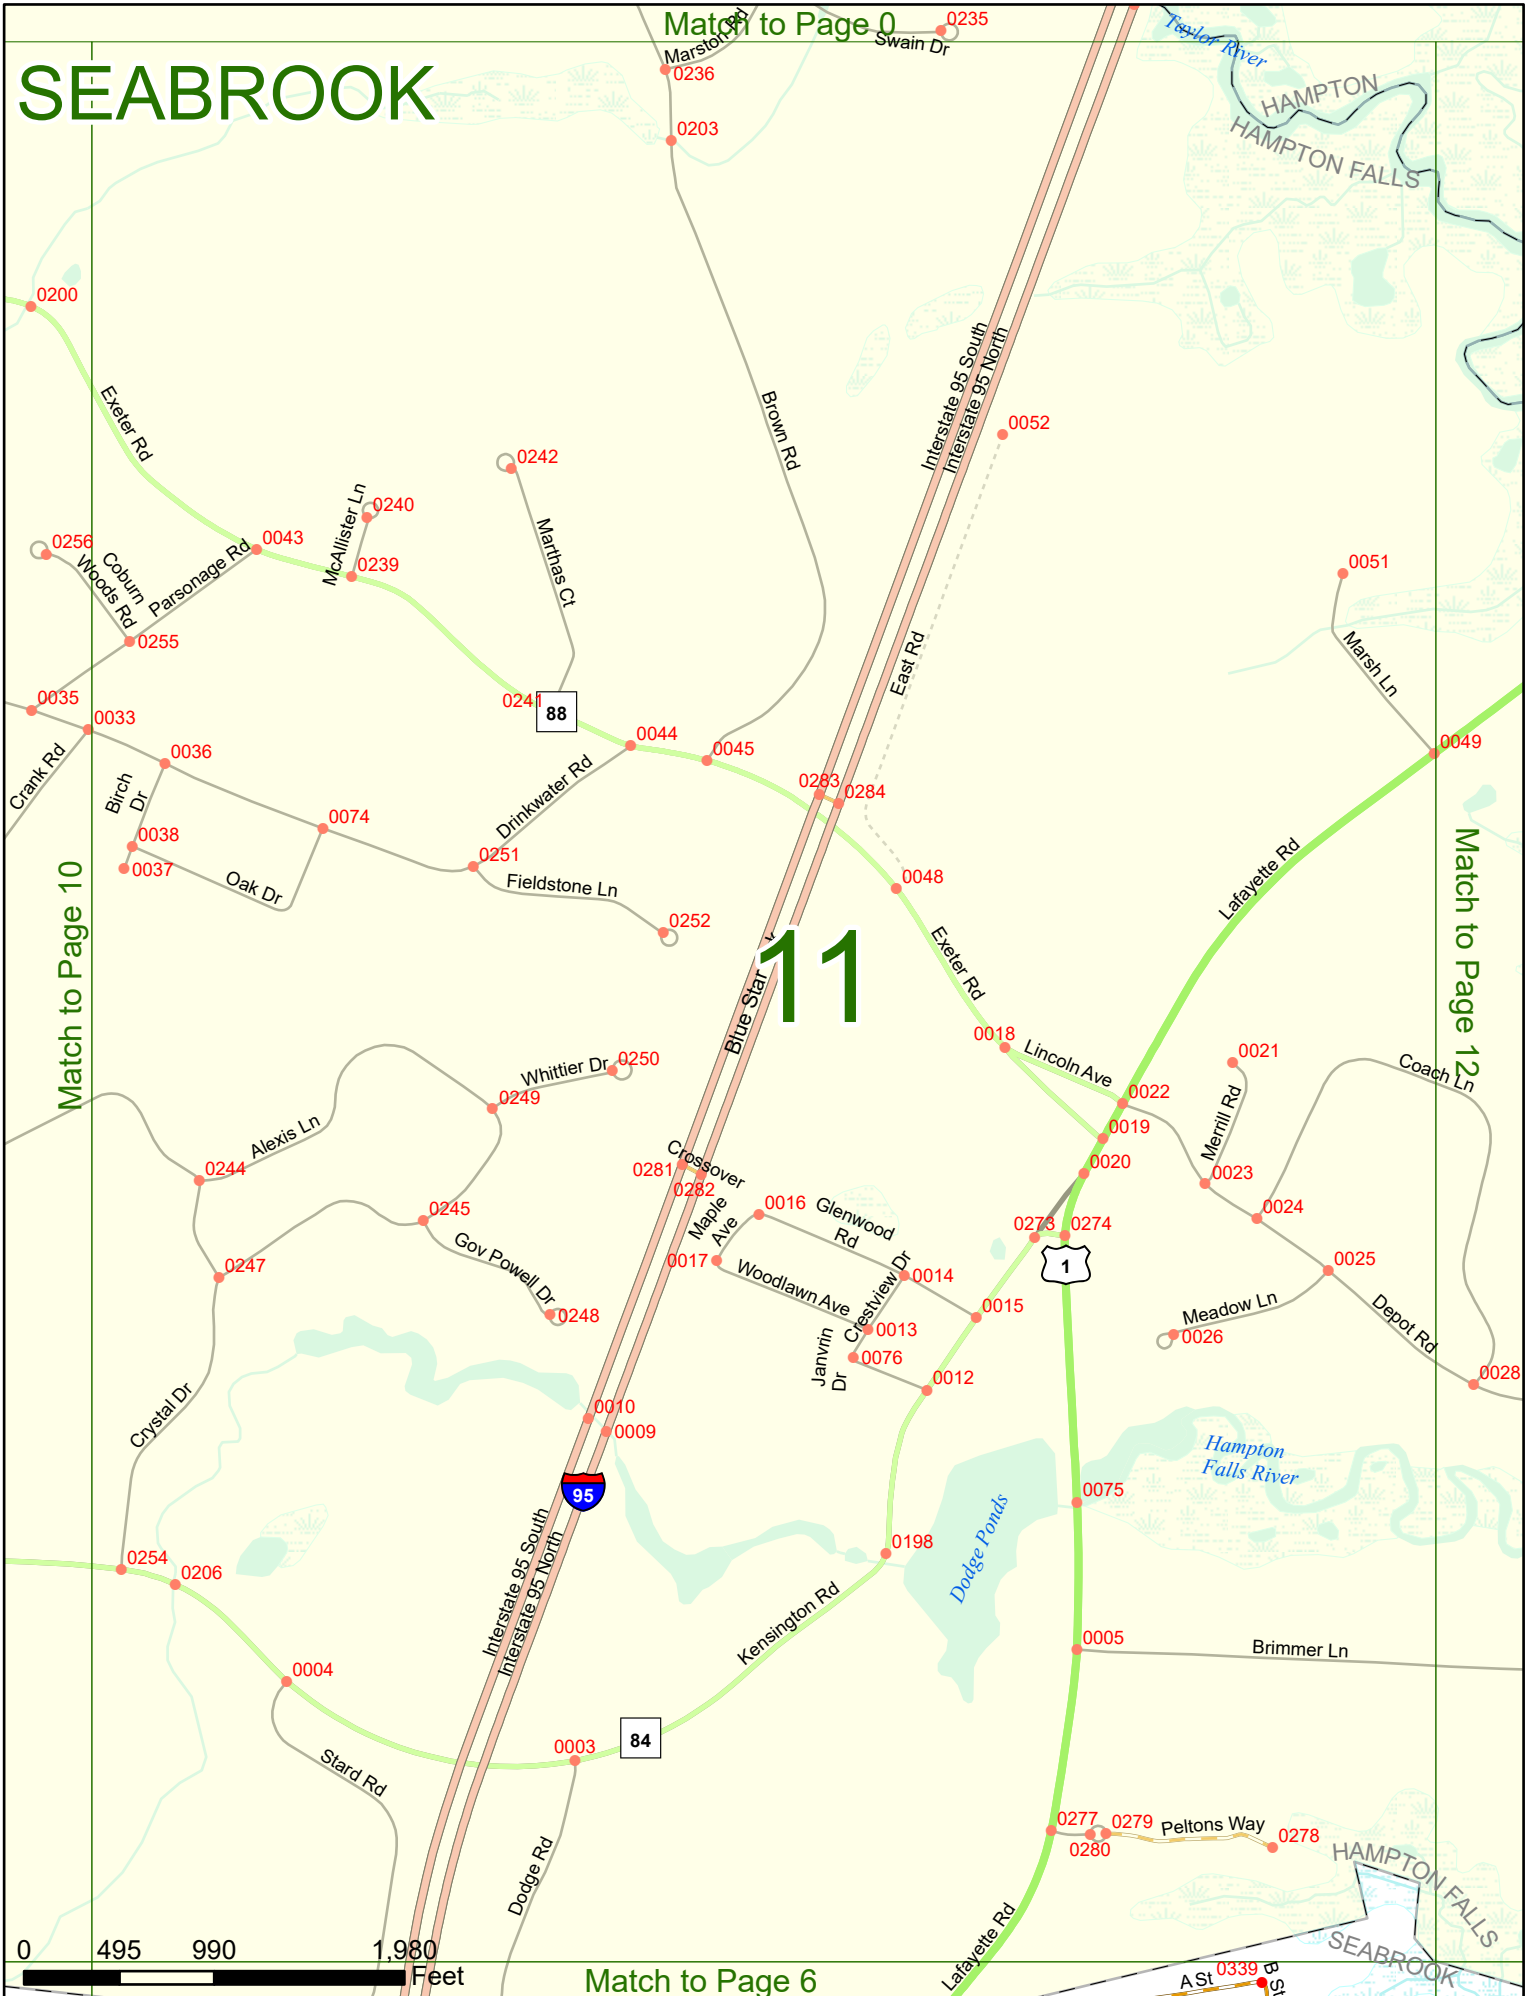 Match to Page 0
SEABROOK
Marston Rd
Swain Dr
0235
0236
0203
Taylor River
HAMPTON
HAMPTON FALLS
0200
Exeter Rd
Brown Rd
Interstate 95 South
Interstate 95 North
0052
0242
0240
McAllister Ln
Marthas Ct
0043
0239
0256
Coburn
Woods Rd
Parsonage Rd
0255
0051
Marsh Ln
East Rd
0035
0033
0241
88
0044
0045
0049
Crank Rd
0036
Birch
Dr
0038
0037
0074
Oak Dr
Drinkwater Rd
0251
Fieldstone Ln
0252
0283
0284
0048
Lafayette Rd
Match to Page 10
Match to Page 12
11
Blue Star
Exeter Rd
0018
Lincoln Ave
0022
0021
Coach Ln
Whittier Dr
0250
0249
Alexis Ln
0244
0019
0020
Merrill Rd
0023
0024
Crossover
0281
0282
Maple
Ave
0016
Glenwood
Rd
0245
Gov Powell Dr
0247
0248
0017
Woodlawn Ave
Crestview Dr
0014
0273
0274
1
0025
0015
0013
0076
Janvrin
Dr
0012
Meadow Ln
0026
Depot Rd
0028
Crystal Dr
0010
0009
95
Hampton
Falls River
0075
Dodge Ponds
0198
Interstate 95 South
Interstate 95 North
0254
0206
Kensington Rd
0005
Brimmer Ln
0004
0003
84
Stard Rd
Dodge Rd
0277
0280
0279
Peltons Way
0278
HAMPTON FALLS
SEABROOK
Lafayette Rd
0 495 990 1,980
Feet
Match to Page 6
A St
0339
B St